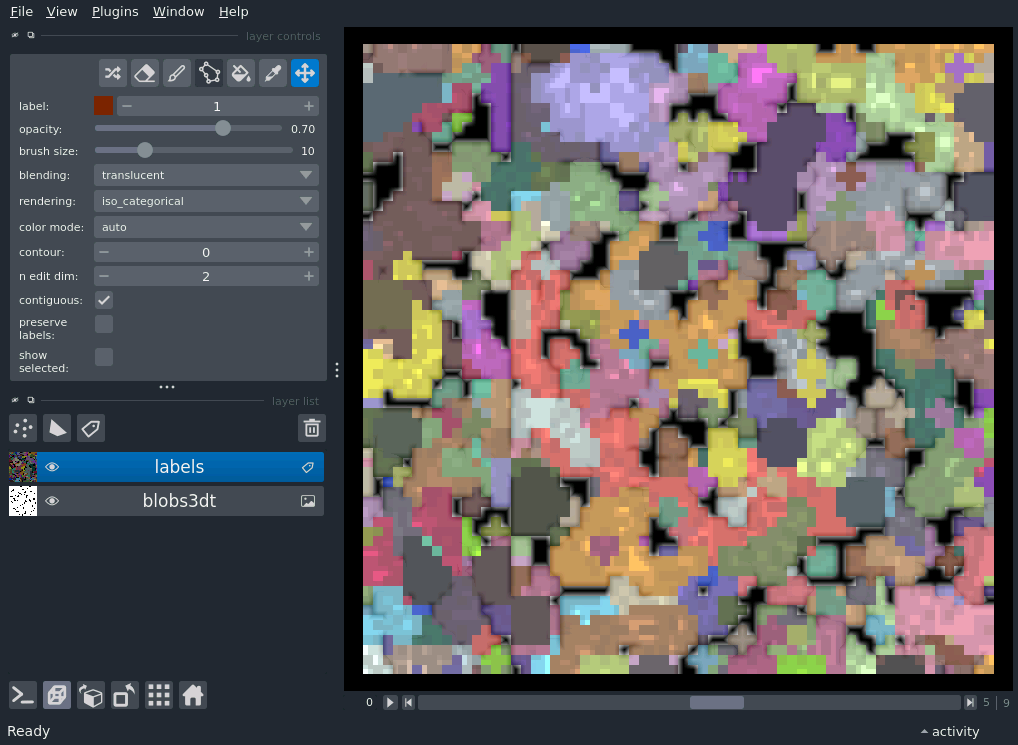 File View Plugins Window Help
layer controls
label: 1
opacity: 0.70
brush size: 10
blending: translucent
rendering: iso_categorical
color mode: auto
contour: 0
n edit dim: 2
contiguous:
preserve
labels:
show
selected:
layer list
labels
blobs3dt
0 5 9
Ready activity